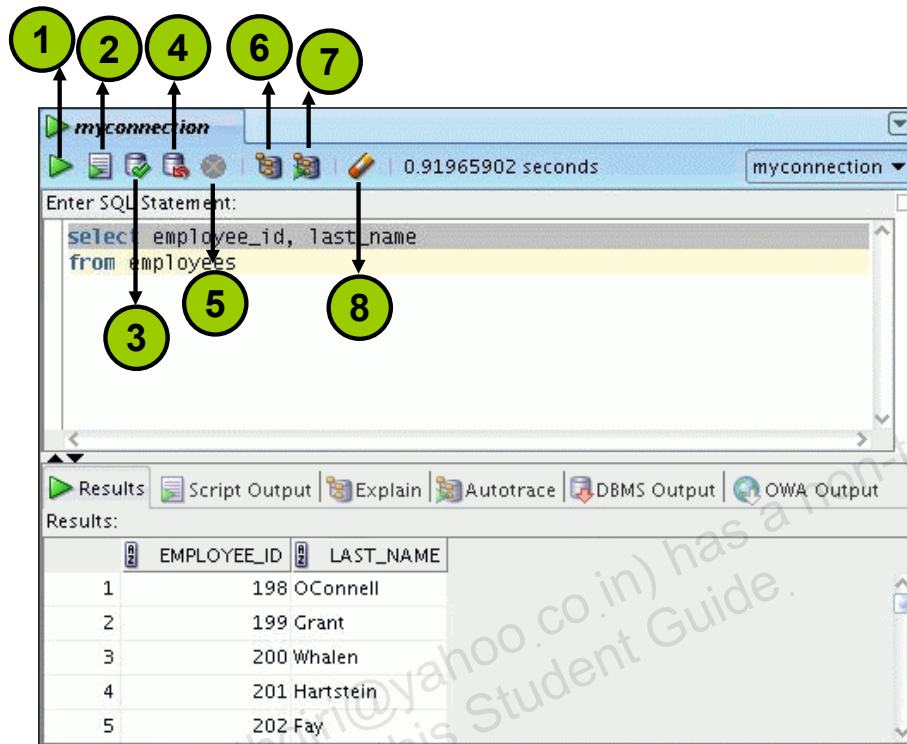 1
2
4
6
7
myconnection
0.91965902 seconds
myconnection
Enter SQL Statement:
select employee_id, last_name
from employees
5
8
3
Results Script Output Explain Autotrace DBMS Output OWA Output
Results:
EMPLOYEE_ID LAST_NAME
1 198 OConnell
2 199 Grant
3 200 Whalen
4 201 Hartstein
5 202 Fay
@yahoo.co.in) has a non-t
his Student Guide.